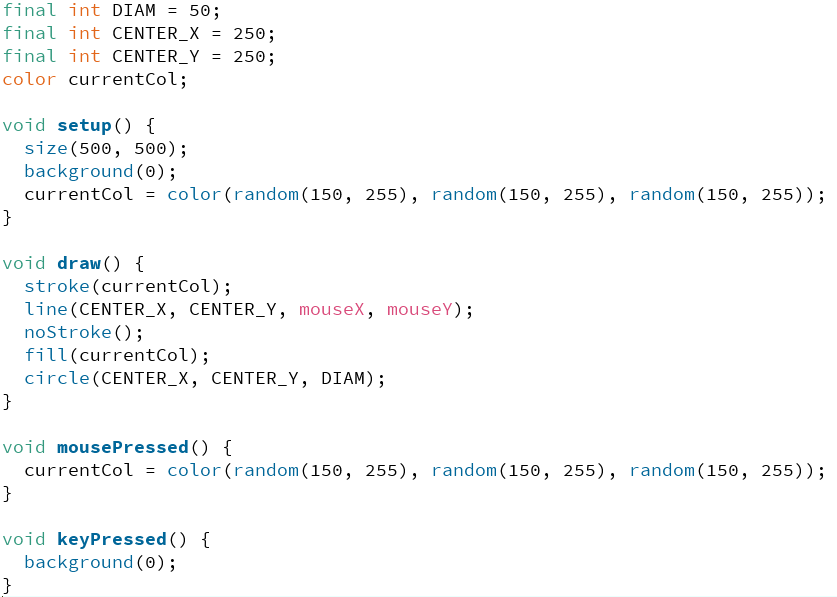 final int DIAM = 50;
final int CENTER_X = 250;
final int CENTER_Y = 250;
color currentCol;

void setup() {
  size(500, 500);
  background(0);
  currentCol = color(random(150, 255), random(150, 255), random(150, 255));
}

void draw() {
  stroke(currentCol);
  line(CENTER_X, CENTER_Y, mouseX, mouseY);
  noStroke();
  fill(currentCol);
  circle(CENTER_X, CENTER_Y, DIAM);
}

void mousePressed() {
  currentCol = color(random(150, 255), random(150, 255), random(150, 255));
}

void keyPressed() {
  background(0);
}